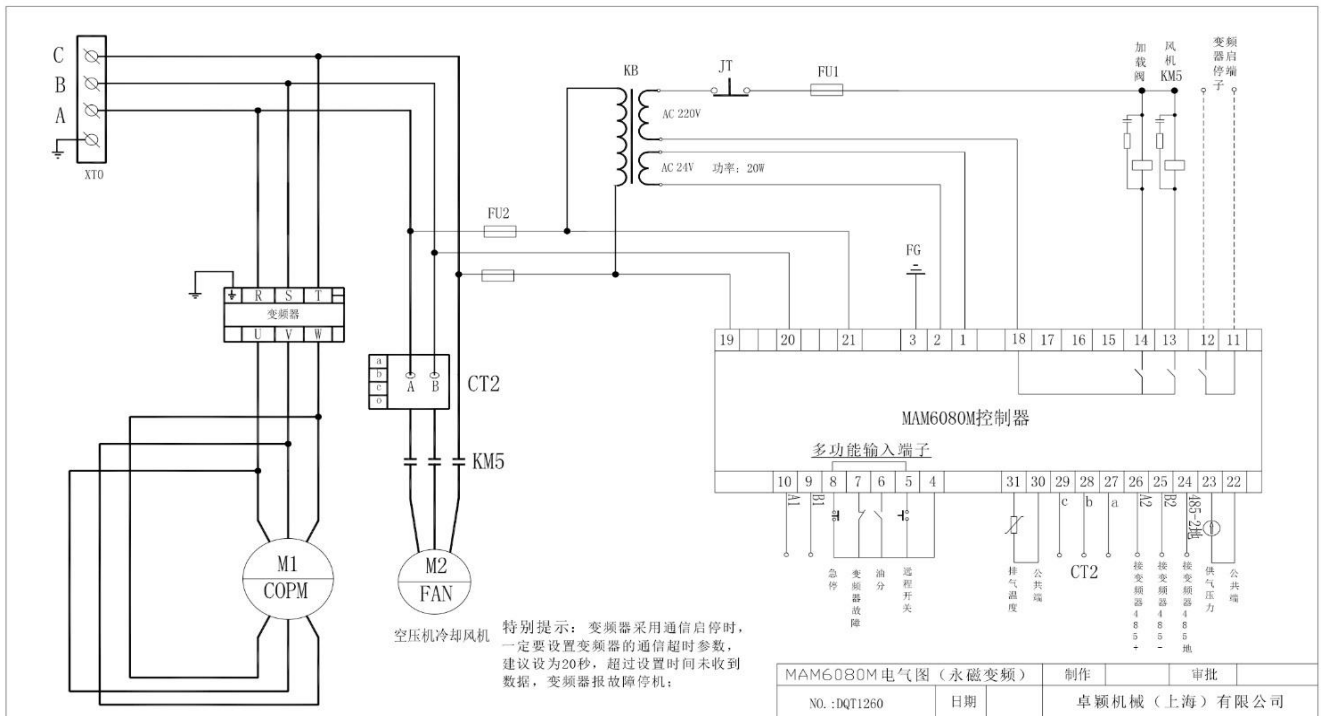 C
B
A
XT0
KB
JT
FU1
AC 220V
AC 24V
功率：20W
加载阀
风机
KM5
变频器启停端子
FU2
FG
R S T
变频器
U V W
a
b
c
o
A B
CT2
KM5
M1
COPM
M2
FAN
空压机冷却风机
特别提示：变频器采用通信启停时，
一定要设置变频器的通信超时参数，
建议设为20秒，超过设置时间未收到
数据，变频器报故障停机；
19 20 21 3 2 1 18 17 16 15 14 13 12 11
MAM6080M控制器
多功能输入端子
10 9 8 7 6 5 4 31 30 29 28 27 26 25 24 23 22
A1
B1
c
b
a
A2
B2
485-2地
急停
变频器故障
油分
远程开关
排气温度
公共端
CT2
接变频器485+
接变频器485-
接变频器485地
供气压力
公共端
MAM6080M电气图（永磁变频） 制作 审批
NO.:DQT1260 日期 卓颖机械（上海）有限公司